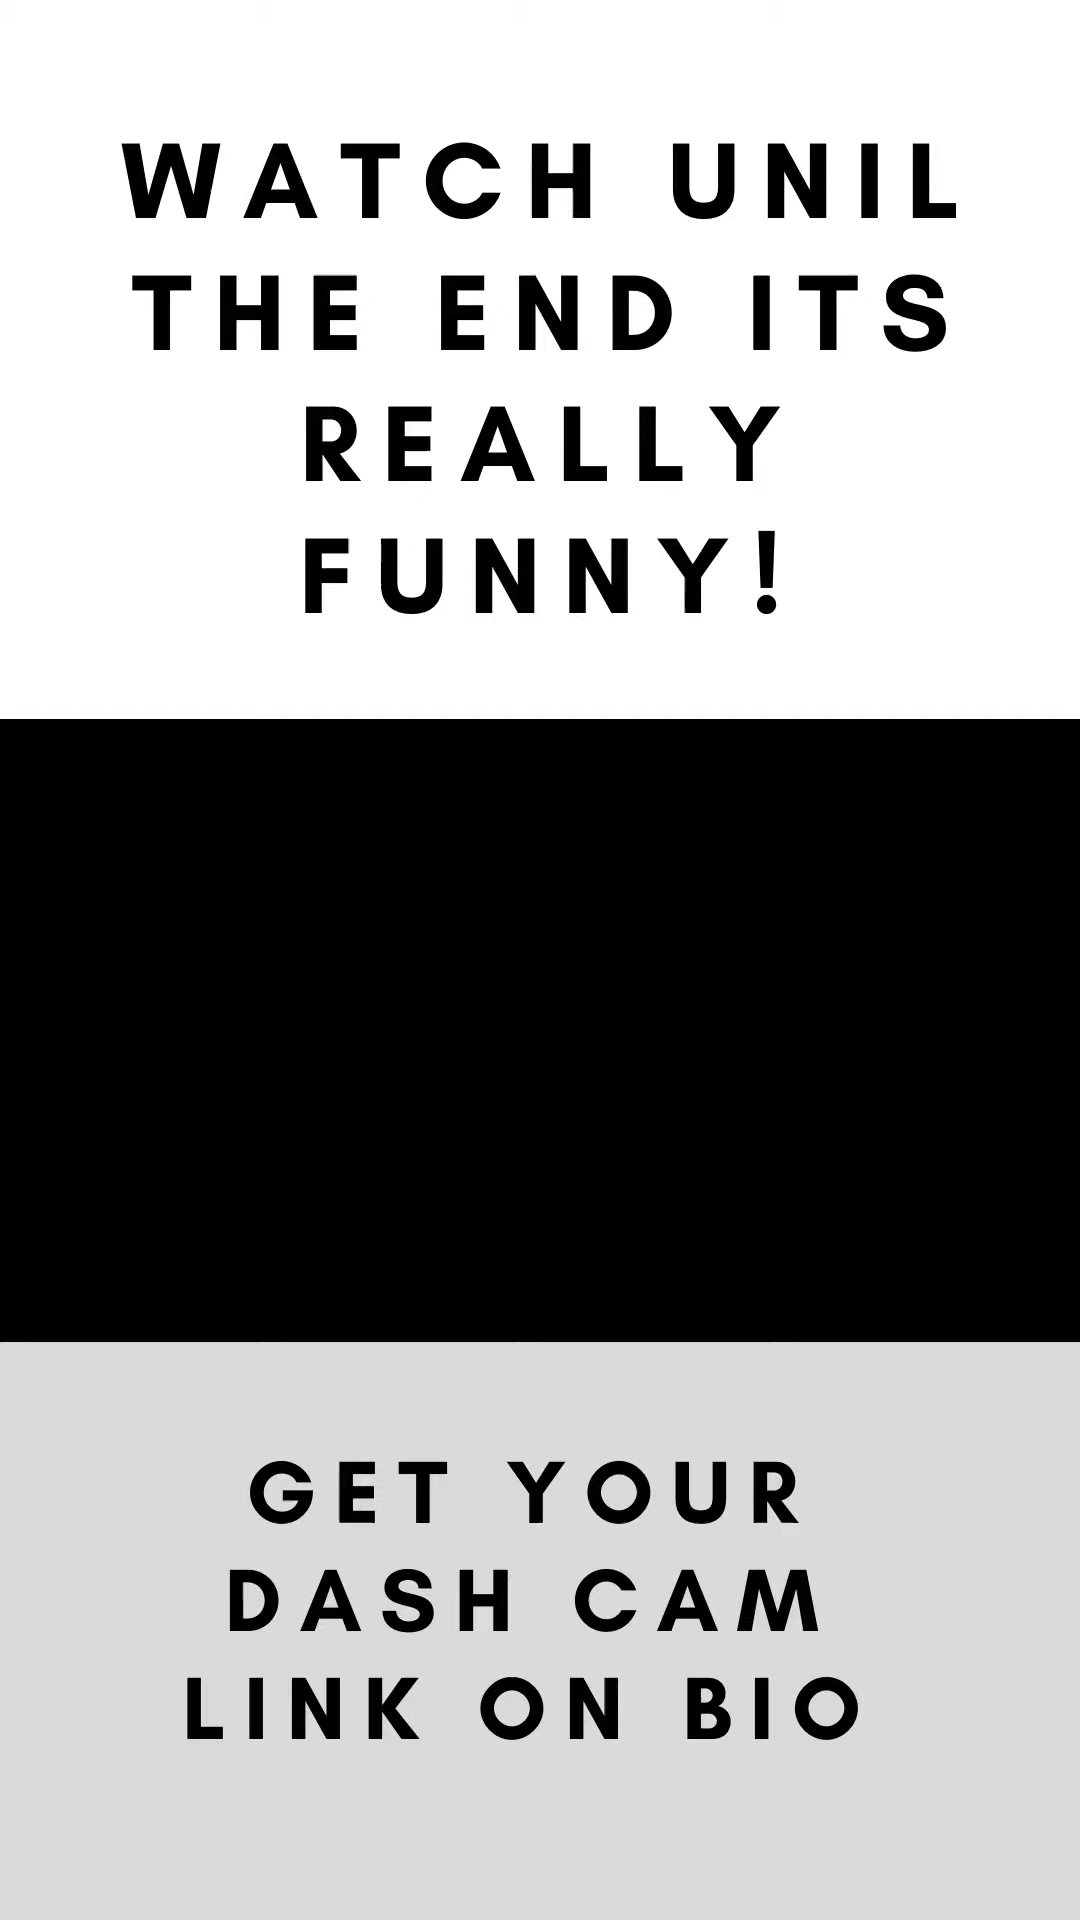 WATCH UNIL
THE END ITS
REALLY
FUNNY!
GET YOUR
DASH CAM
LINK ON BIO